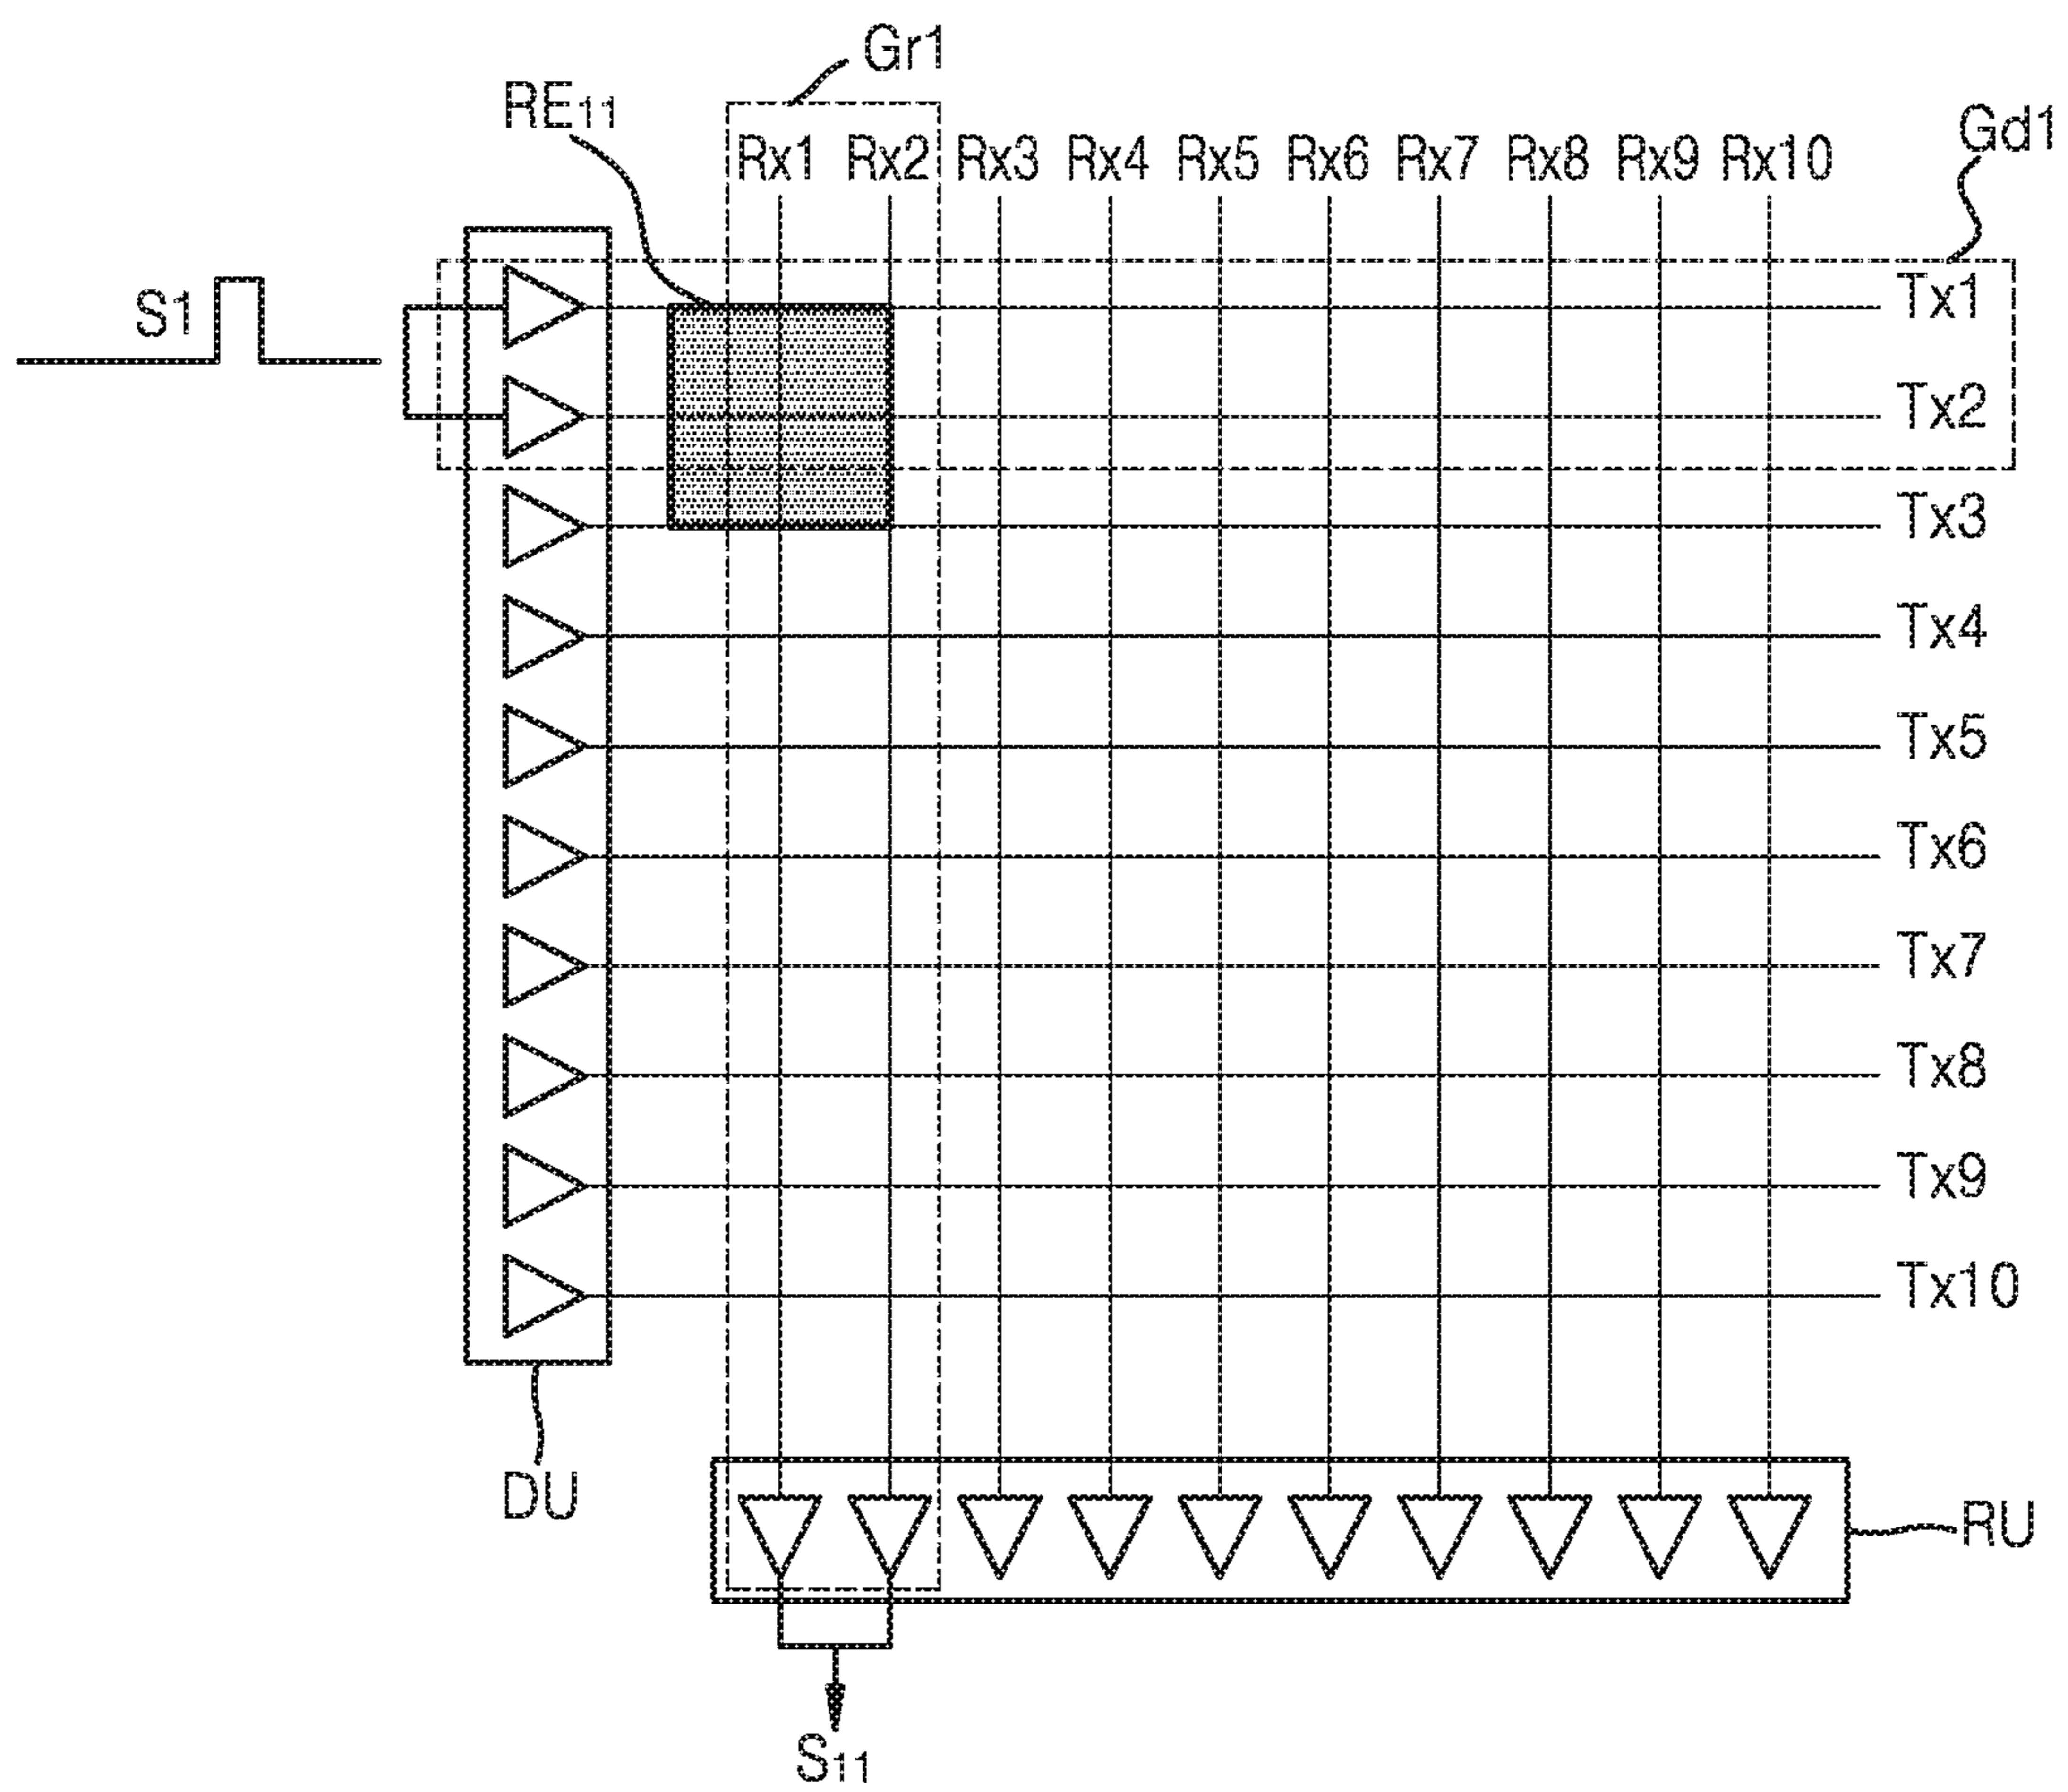 Gr1
RE11
Gd1
Rx1 Rx2 Rx3 Rx4 Rx5 Rx6 Rx7 Rx8 Rx9 Rx10
S1
Tx1
Tx2
Tx3
Tx4
Tx5
Tx6
Tx7
Tx8
Tx9
Tx10
DU
RU
S11